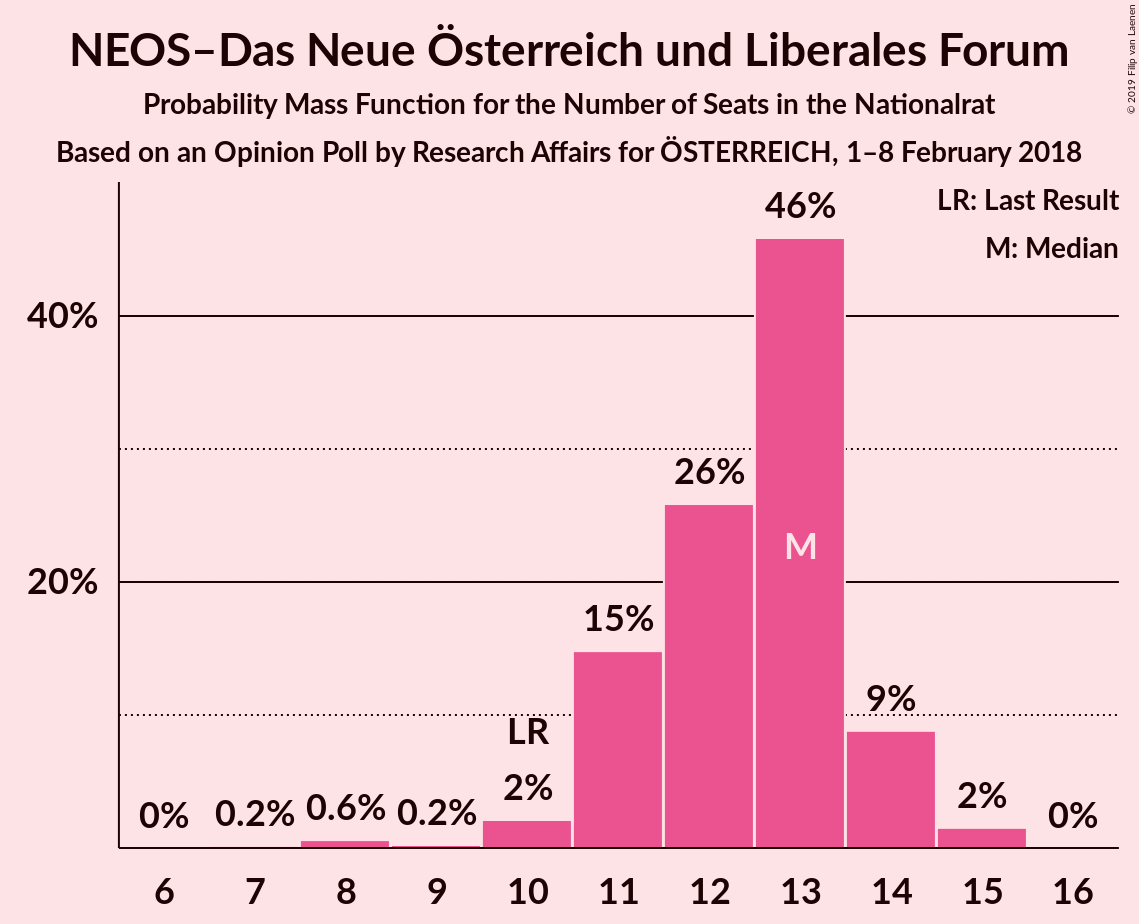 NEOS–Das Neue Österreich und Liberales Forum
Probability Mass Function for the Number of Seats in the Nationalrat
Based on an Opinion Poll by Research Affairs for ÖSTERREICH, 1–8 February 2018
© 2019 Filip van Laenen
LR: Last Result
M: Median
40%
20%
0%
0.2%
0.6%
0.2%
LR
2%
15%
26%
46%
M
9%
2%
0%
6 7 8 9 10 11 12 13 14 15 16